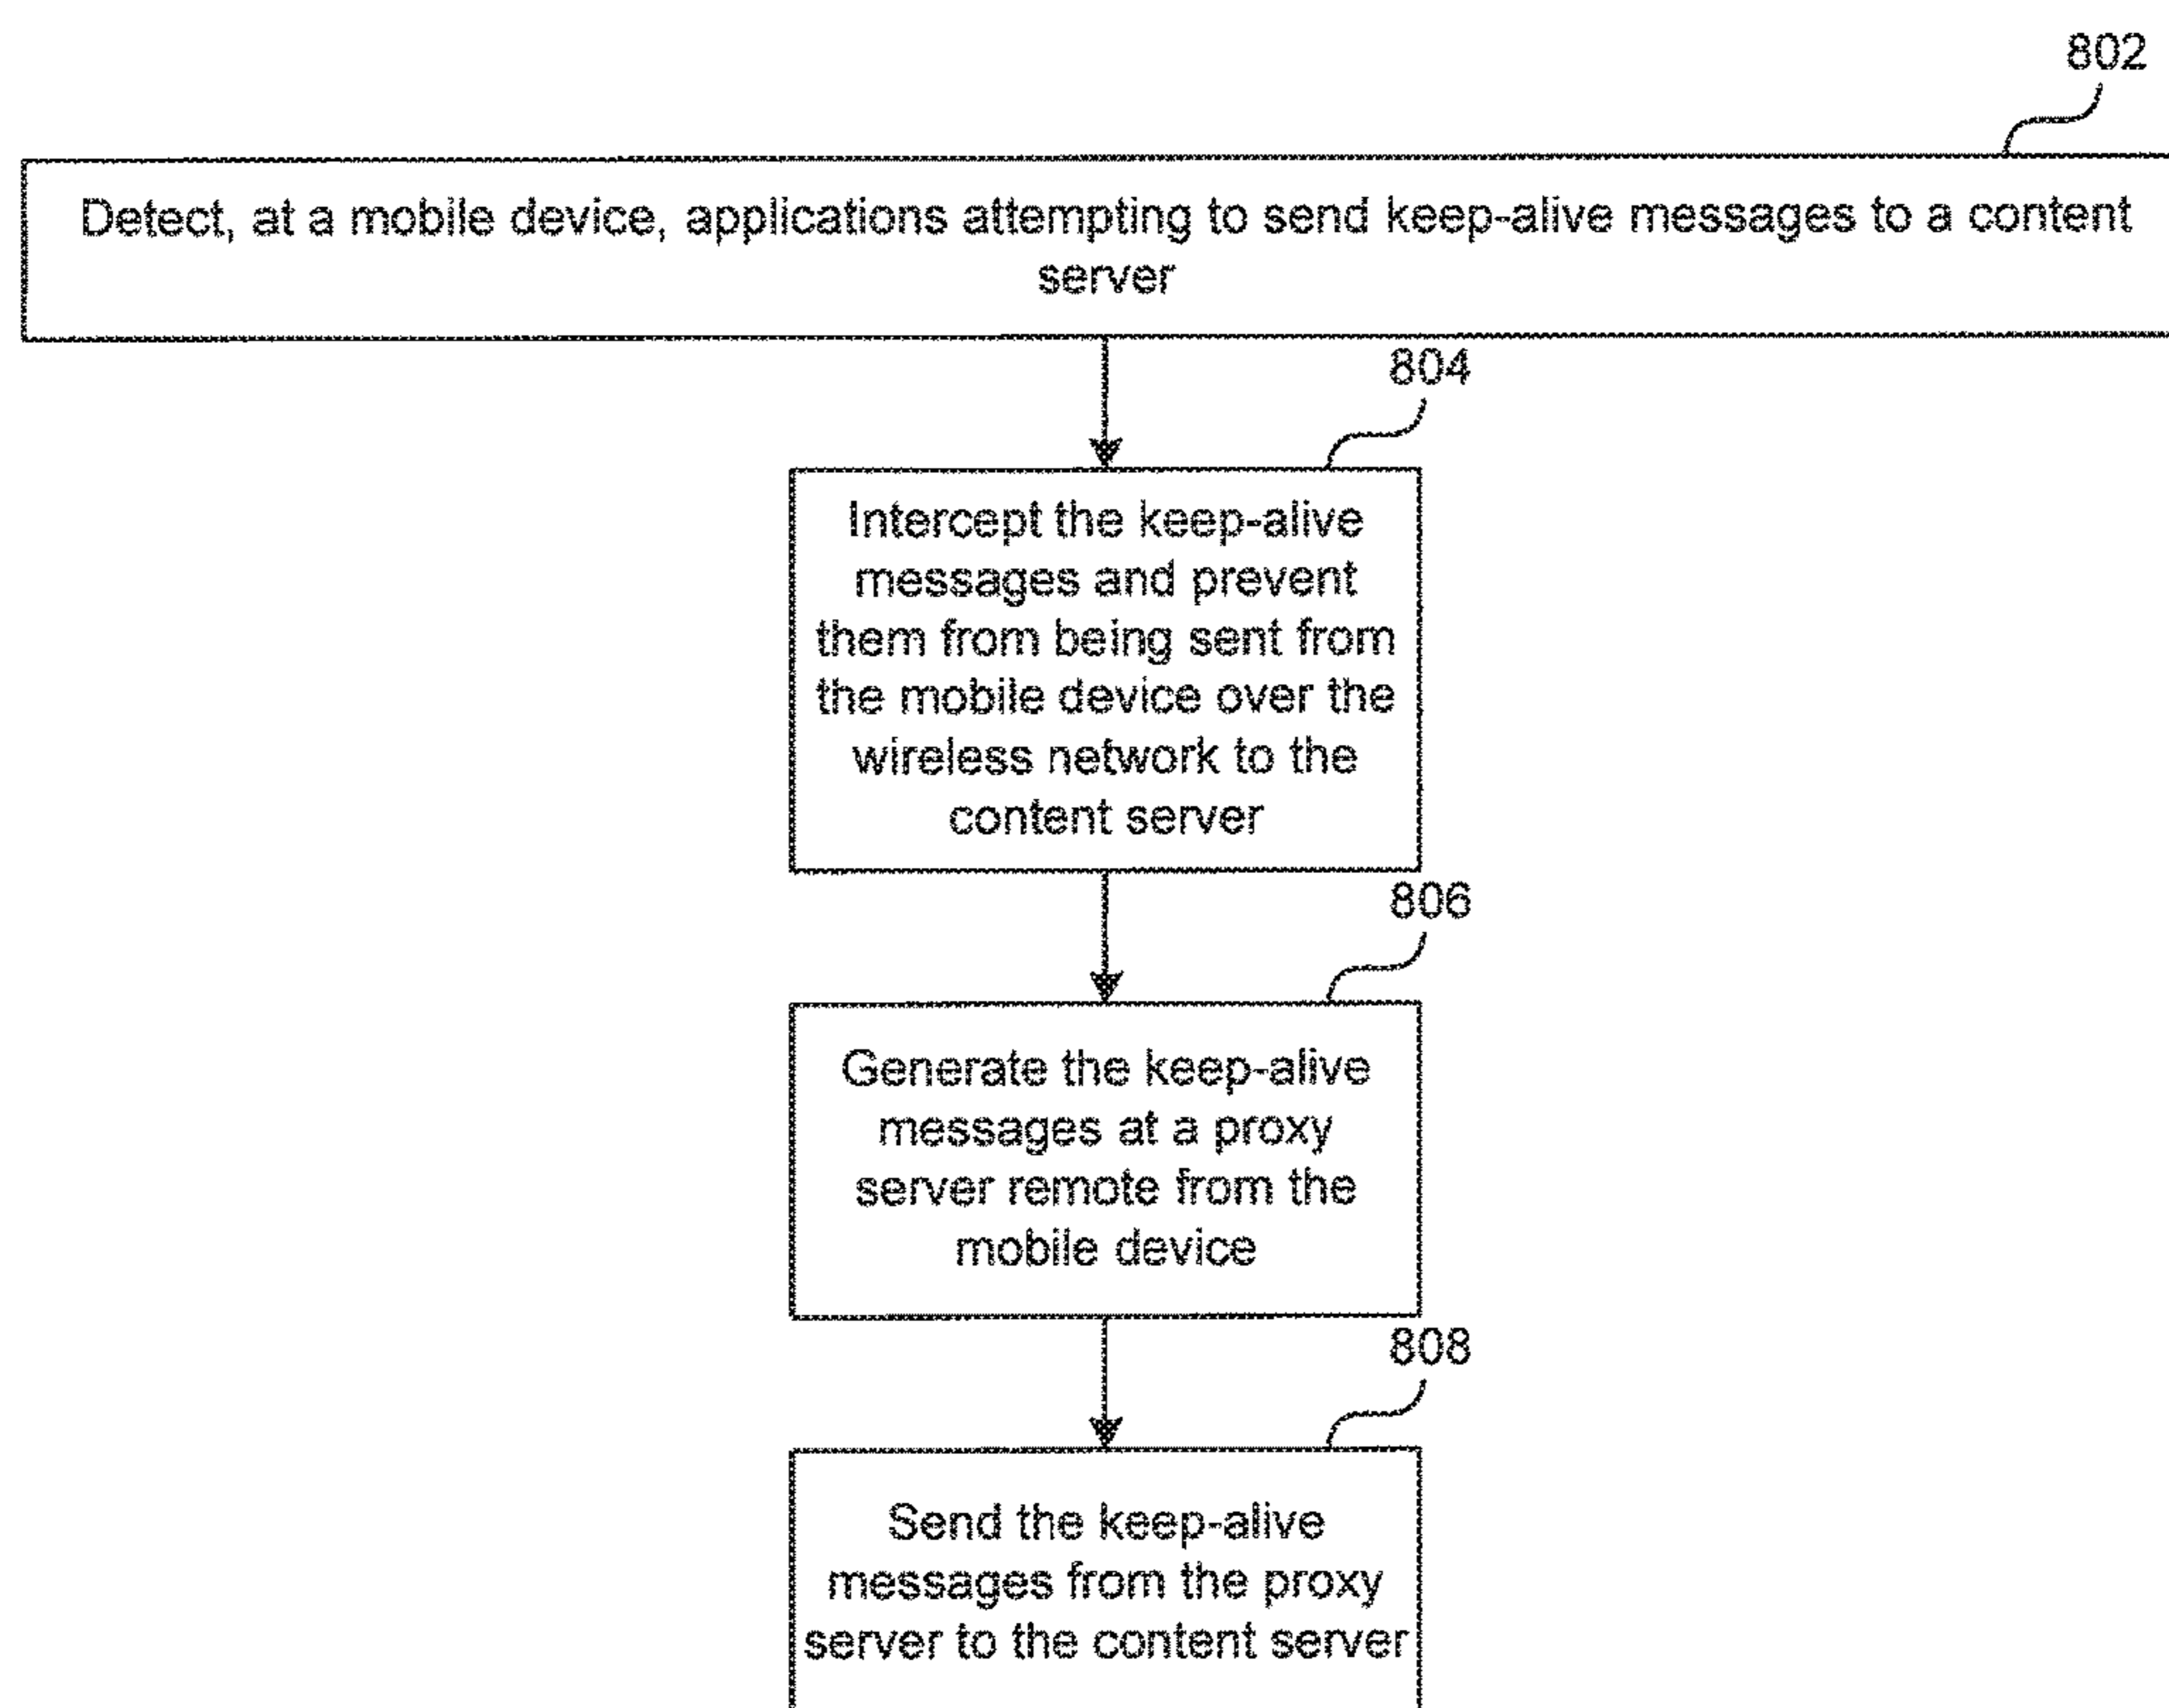 802
Detect, at a mobile device, applications attempting to send keep-alive messages to a content
server
804
Intercept the keep-alive
messages and prevent
them from being sent from
the mobile device over the
wireless network to the
content server
806
Generate the keep-alive
messages at a proxy
server remote from the
mobile device
808
Send the keep-alive
messages from the proxy
server to the content server